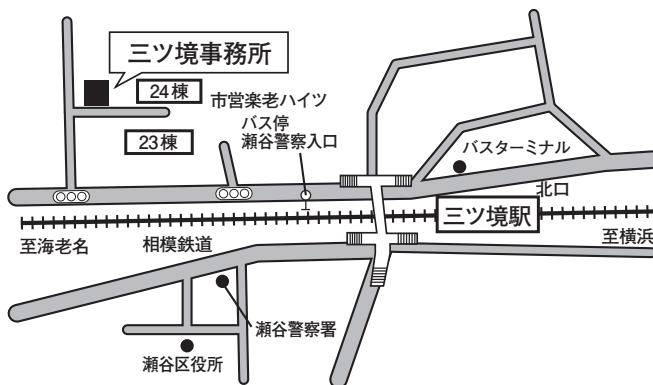 三ツ境事務所
24棟
23棟
市営楽老ハイツ
バス停
瀬谷警察入口
バスターミナル
北口
三ツ境駅
至海老名
相模鉄道
至横浜
瀬谷警察署
瀬谷区役所